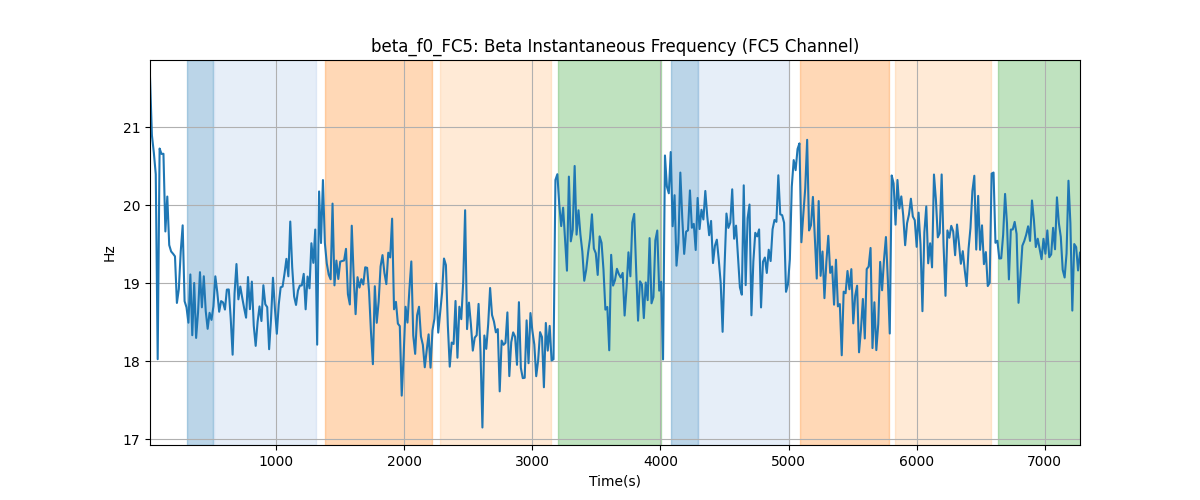 beta_f0_FC5: Beta Instantaneous Frequency (FC5 Channel)
21
20
19
18
17
Hz
1000 2000 3000 4000 5000 6000 7000
Time(s)